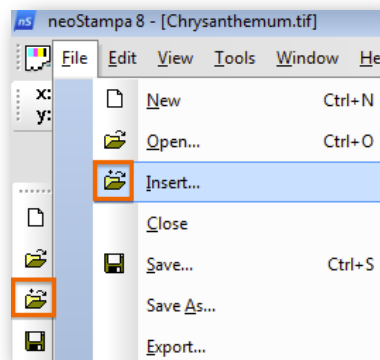 nS neoStampa 8 - [Chrysanthemum.tif]
File Edit View Tools Window He
x:
y:
New Ctrl+N
Open... Ctrl+O
Insert...
Close
Save... Ctrl+S
Save As...
Export...